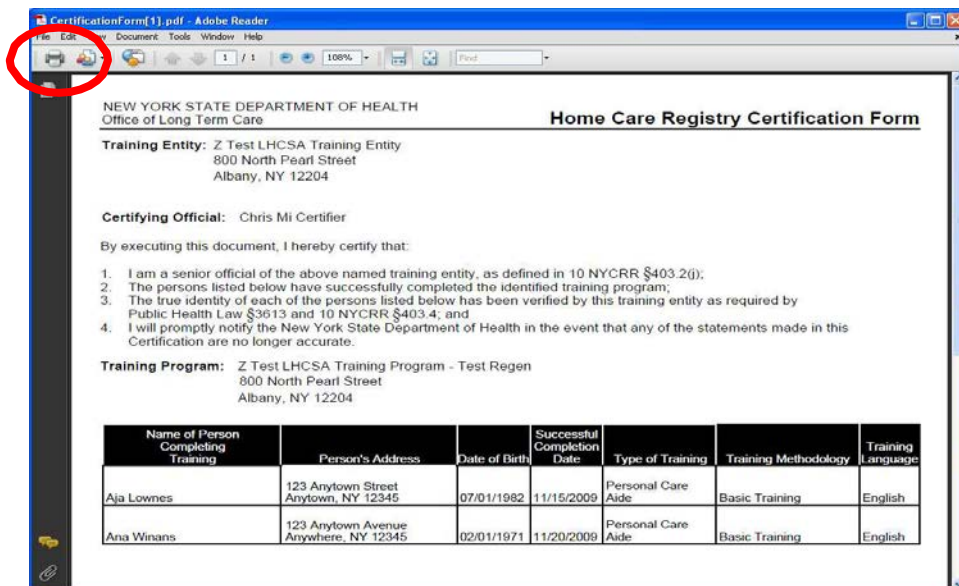 CertificationForm[1].pdf - Adobe Reader
File Edit View Document Tools Window Help
1 / 1 108% Find
NEW YORK STATE DEPARTMENT OF HEALTH
Office of Long Term Care
Home Care Registry Certification Form
Training Entity: Z Test LHCSA Training Entity
800 North Pearl Street
Albany, NY 12204
Certifying Official: Chris Mi Certifier
By executing this document, I hereby certify that:
1. I am a senior official of the above named training entity, as defined in 10 NYCRR §403.2(j);
2. The persons listed below have successfully completed the identified training program;
3. The true identity of each of the persons listed below has been verified by this training entity as required by
Public Health Law §3613 and 10 NYCRR §403.4; and
4. I will promptly notify the New York State Department of Health in the event that any of the statements made in this
Certification are no longer accurate.
Training Program: Z Test LHCSA Training Program - Test Regen
800 North Pearl Street
Albany, NY 12204
Name of Person
Completing
Training
Person's Address
Date of Birth
Successful
Completion
Date
Type of Training
Training Methodology
Training
Language
Aja Lownes
123 Anytown Street
Anytown, NY 12345
07/01/1982
11/15/2009
Personal Care
Aide
Basic Training
English
Ana Winans
123 Anytown Avenue
Anywhere, NY 12345
02/01/1971
11/20/2009
Personal Care
Aide
Basic Training
English